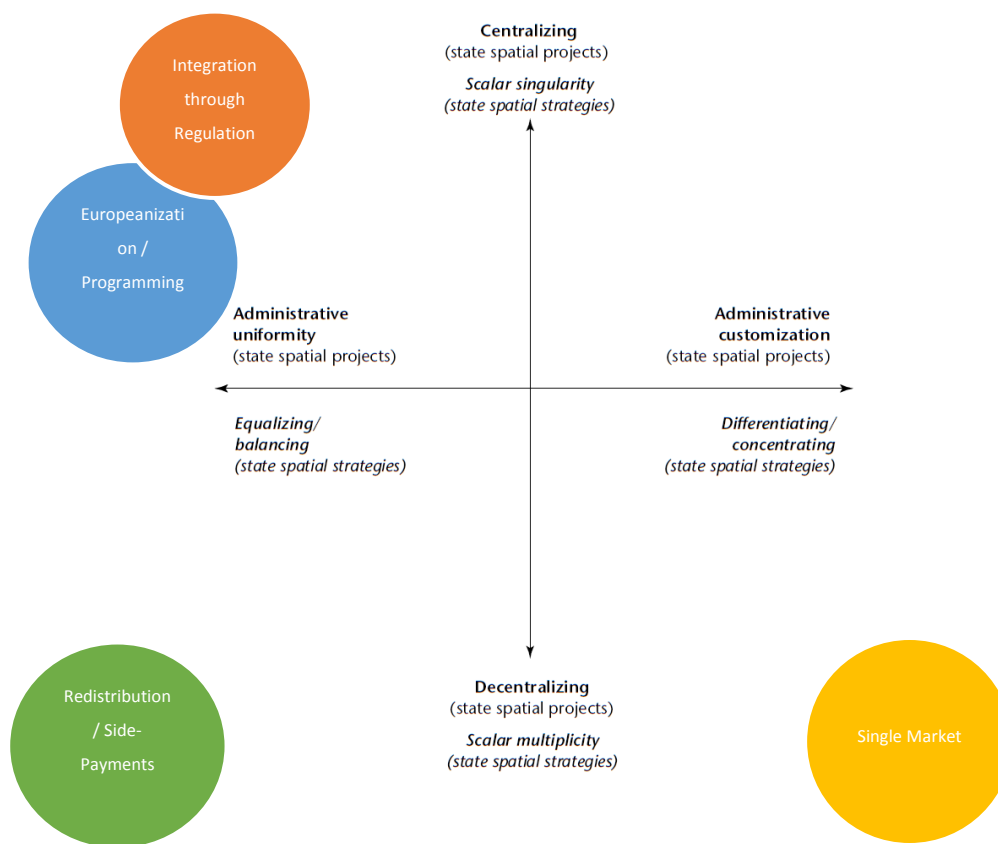 Centralizing
(state spatial projects)
Scalar singularity
(state spatial strategies)
Integration
through
Regulation
Europeanizati
on /
Programming
Administrative
uniformity
(state spatial projects)
Administrative
customization
(state spatial projects)
Equalizing/
balancing
(state spatial strategies)
Differentiating/
concentrating
(state spatial strategies)
Redistribution
/ Side-
Payments
Decentralizing
(state spatial projects)
Scalar multiplicity
(state spatial strategies)
Single Market